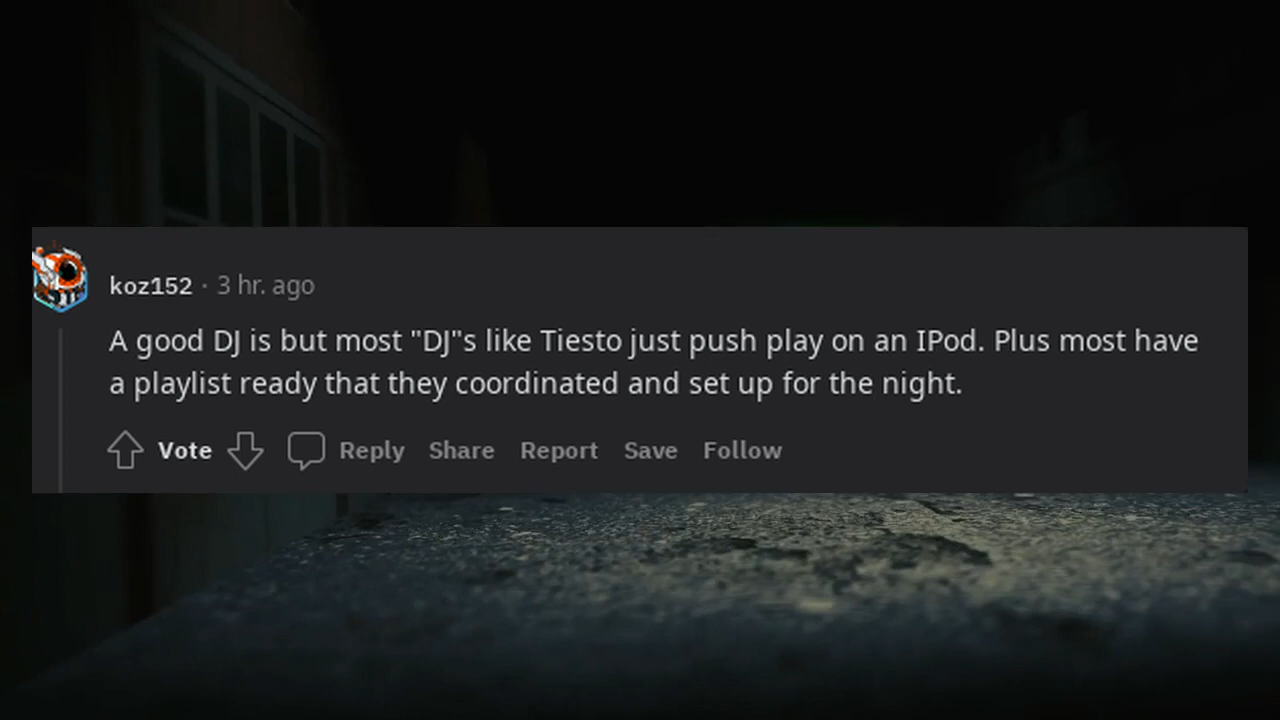 koz152 · 3 hr. ago
A good DJ is but most "DJ"s like Tiesto just push play on an IPod. Plus most have
a playlist ready that they coordinated and set up for the night.
Vote Reply Share Report Save Follow